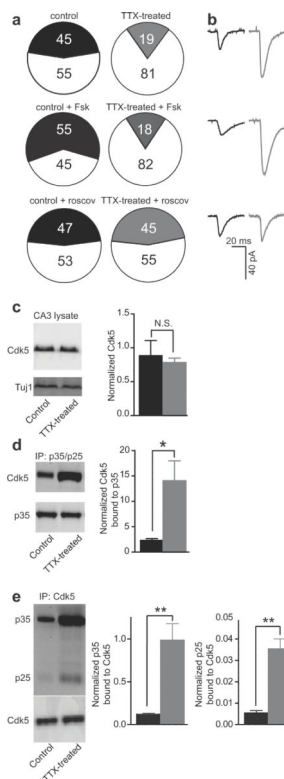 a
b
control
TTX-treated
45
55
19
81
control + Fsk
TTX-treated + Fsk
55
45
18
82
control + roscov
TTX-treated + roscov
47
53
45
55
20 ms
40 pA
c
CA3 lysate
Cdk5
Tuj1
Control
TTX-treated
Normalized Cdk5
1.5
1.0
0.5
0.0
N.S.
d
IP: p35/p25
Cdk5
p35
Control
TTX-treated
Normalized Cdk5
bound to p35
20
15
10
5
0
*
e
IP: Cdk5
p35
p25
Cdk5
Control
TTX-treated
Normalized p35
bound to Cdk5
1.0
0.5
0.0
**
Normalized p25
bound to Cdk5
0.05
0.04
0.03
0.02
0.01
0.00
**